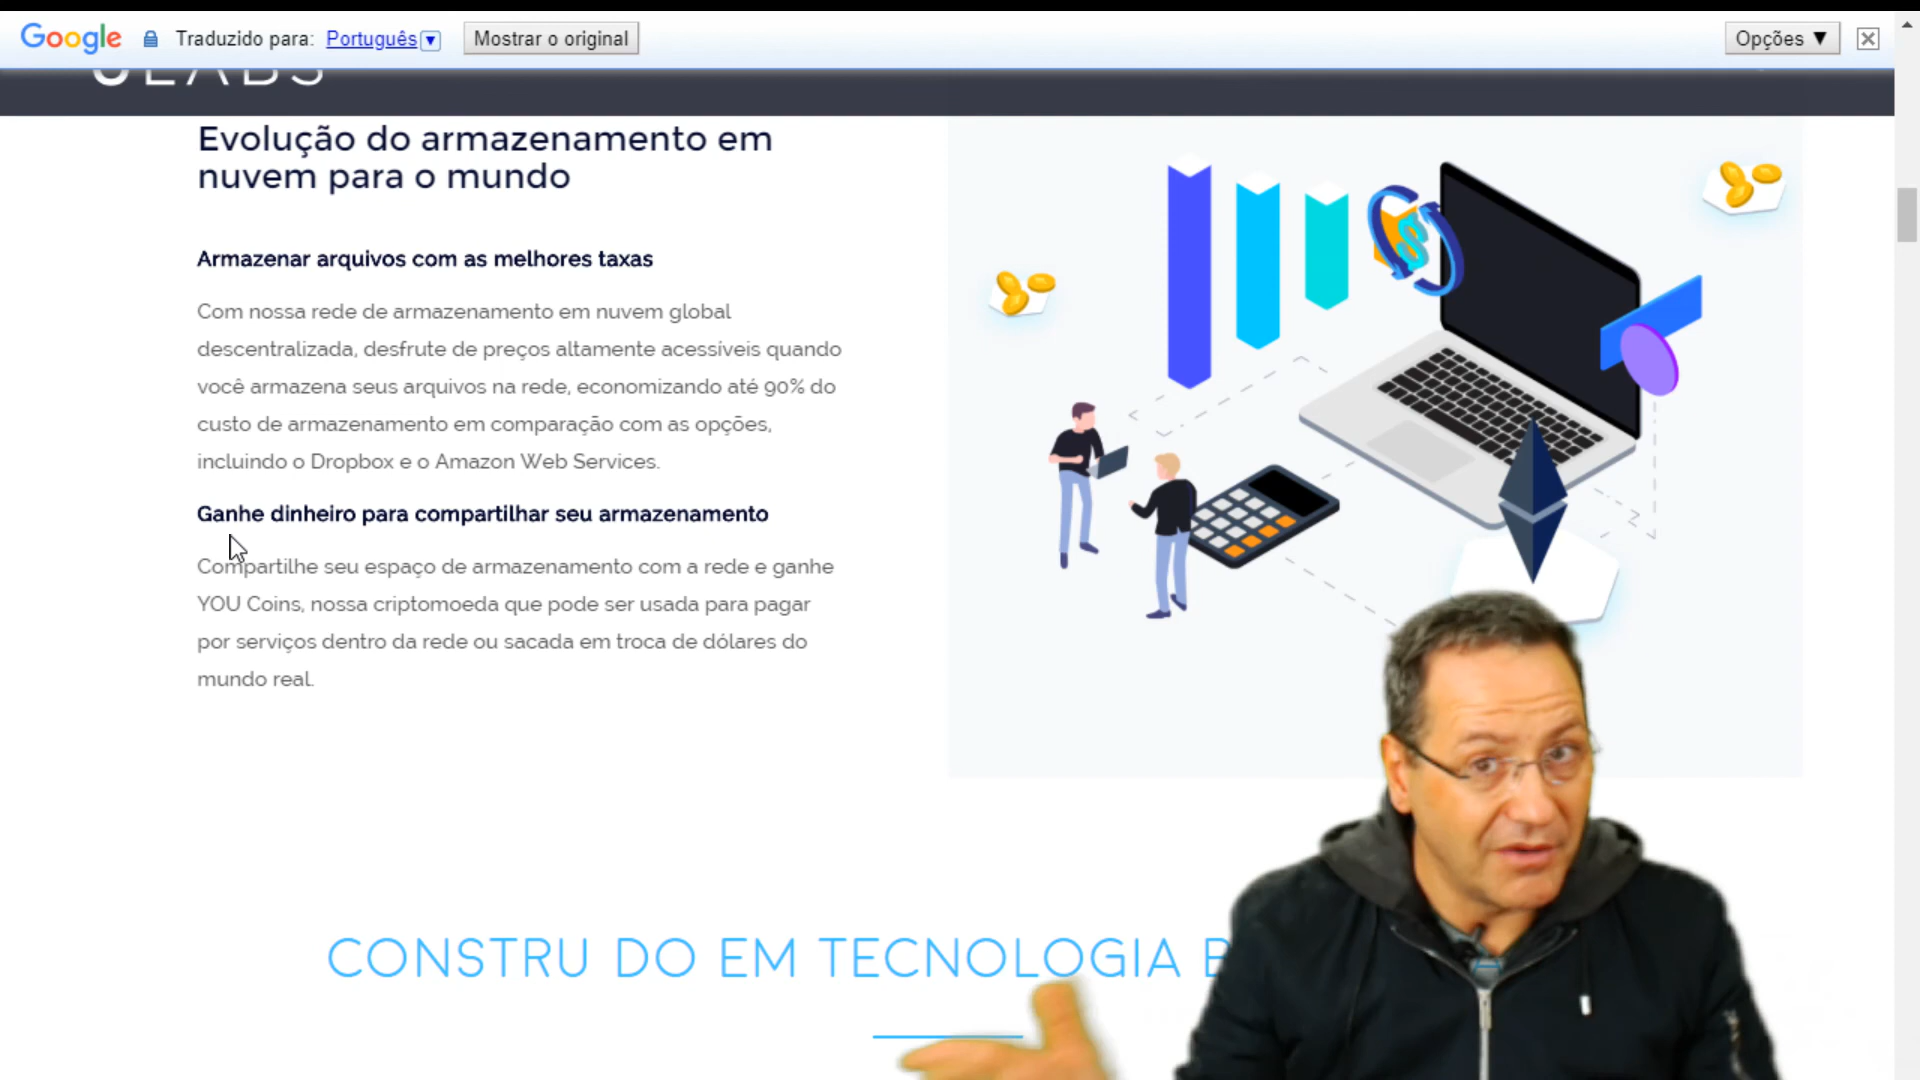 Google Traduzido para: Português ▼ Mostrar o original Opções ▼
Evolução do armazenamento em
nuvem para o mundo
Armazenar arquivos com as melhores taxas
Com nossa rede de armazenamento em nuvem global
descentralizada, desfrute de preços altamente acessíveis quando
você armazena seus arquivos na rede, economizando até 90% do
custo de armazenamento em comparação com as opções,
incluindo o Dropbox e o Amazon Web Services.
Ganhe dinheiro para compartilhar seu armazenamento
Compartilhe seu espaço de armazenamento com a rede e ganhe
YOU Coins, nossa criptomoeda que pode ser usada para pagar
por serviços dentro da rede ou sacada em troca de dólares do
mundo real.
CONSTRU DO EM TECNOLOGIA